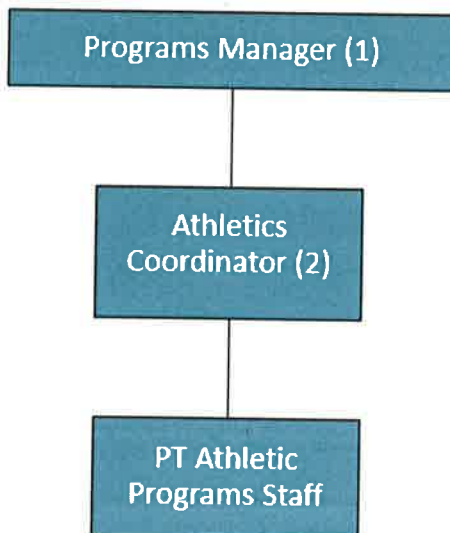 Programs Manager (1)
Athletics
Coordinator (2)
PT Athletic
Programs Staff